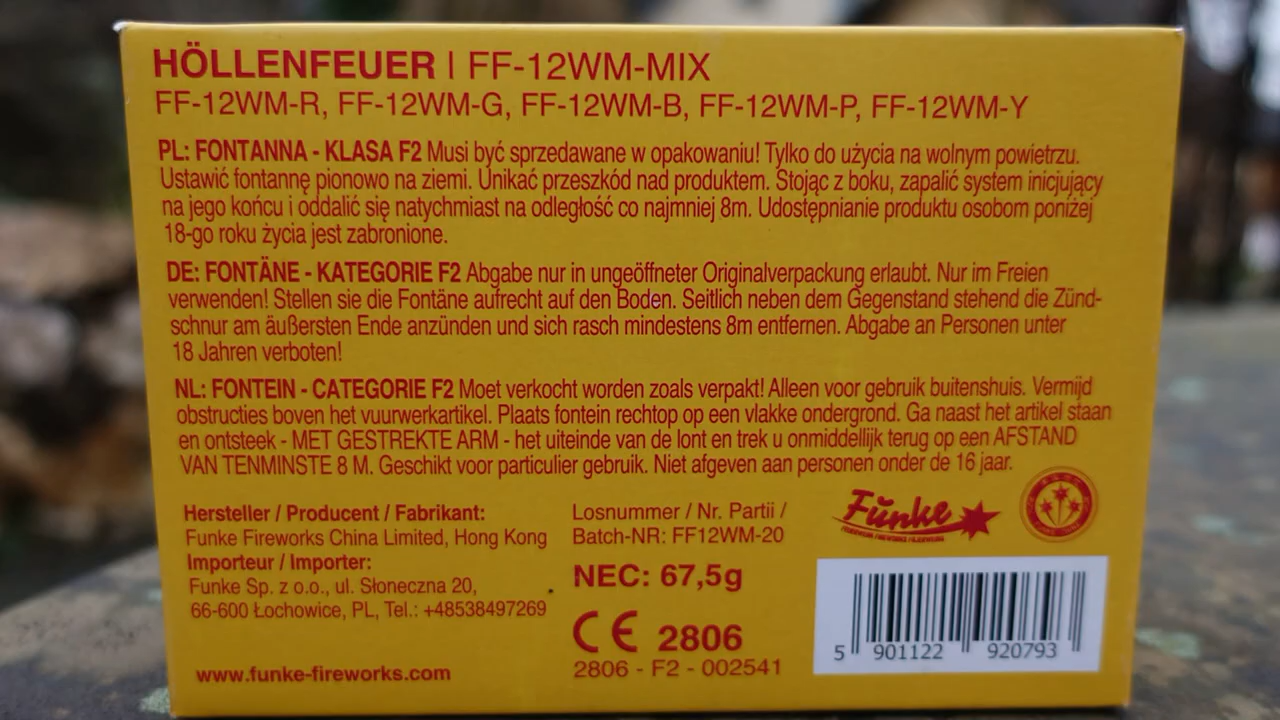 HÖLLENFEUER | FF-12WM-MIX
FF-12WM-R, FF-12WM-G, FF-12WM-B, FF-12WM-P, FF-12WM-Y
PL: FONTANNA - KLASA F2 Musi być sprzedawane w opakowaniu! Tylko do użycia na wolnym powietrzu.
Ustawić fontannę pionowo na ziemi. Unikać przeszkód nad produktem. Stojąc z boku, zapalić system inicjujący
na jego końcu i oddalić się natychmiast na odległość co najmniej 8m. Udostępnianie produktu osobom poniżej
18-go roku życia jest zabronione.
DE: FONTÄNE - KATEGORIE F2 Abgabe nur in ungeöffneter Originalverpackung erlaubt. Nur im Freien
verwenden! Stellen sie die Fontäne aufrecht auf den Boden. Seitlich neben dem Gegenstand stehend die Zünd-
schnur am äußersten Ende anzünden und sich rasch mindestens 8m entfernen. Abgabe an Personen unter
18 Jahren verboten!
NL: FONTEIN - CATEGORIE F2 Moet verkocht worden zoals verpakt! Alleen voor gebruik buitenshuis. Vermijd
obstructies boven het vuurwerkartikel. Plaats fontein rechtop op een vlakke ondergrond. Ga naast het artikel staan
en ontsteek - MET GESTREKTE ARM - het uiteinde van de lont en trek u onmiddellijk terug op een AFSTAND
VAN TENMINSTE 8 M. Geschikt voor particulier gebruik. Niet afgeven aan personen onder de 16 jaar.
Hersteller / Producent / Fabrikant:
Funke Fireworks China Limited, Hong Kong
Importeur / Importer:
Funke Sp. z o.o., ul. Słoneczna 20,
66-600 Łochowice, PL, Tel.: +48538497269
www.funke-fireworks.com
Losnummer / Nr. Partii /
Batch-NR: FF12WM-20
NEC: 67,5g
CE 2806
2806 - F2 - 002541
Funke
5 901122 920793